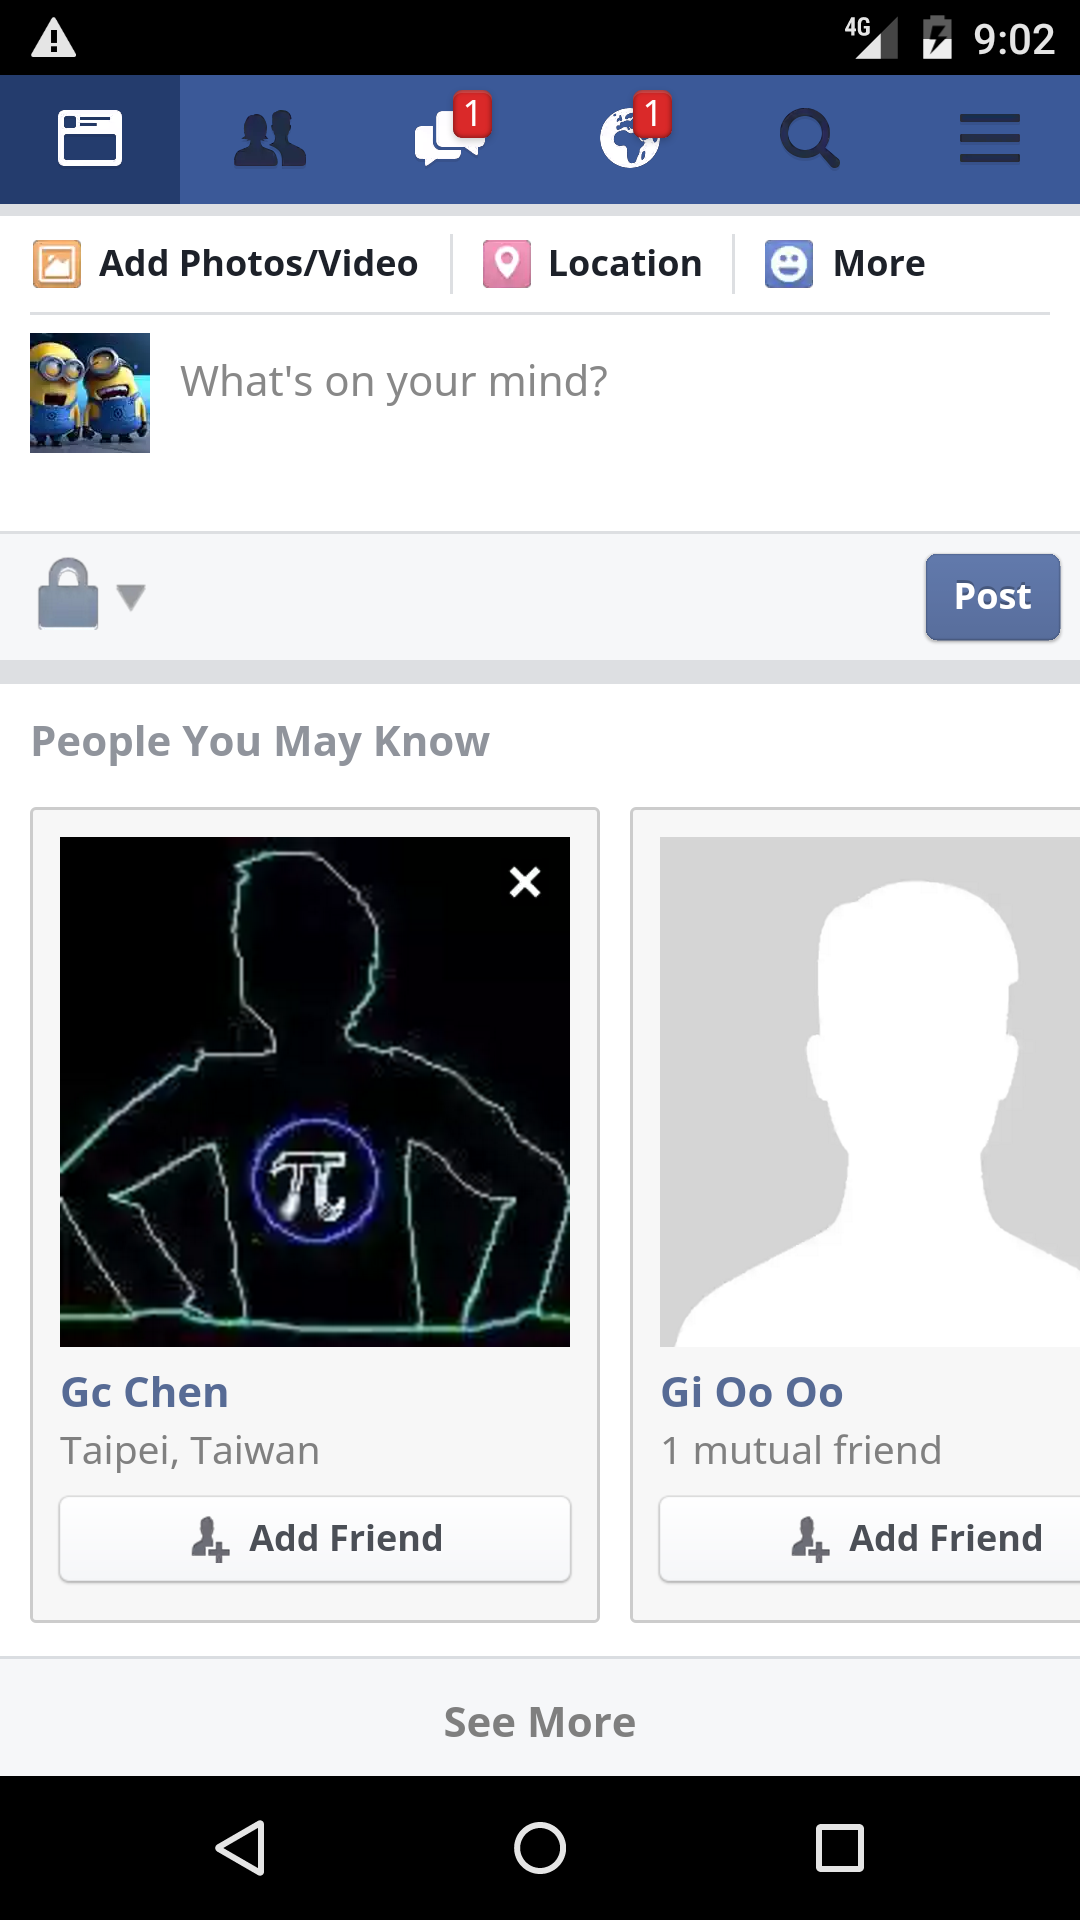 4G 9:02
1 1
Add Photos/Video Location More
What's on your mind?
Post
People You May Know
π
Gc Chen Gi Oo Oo
Taipei, Taiwan 1 mutual friend
Add Friend Add Friend
See More